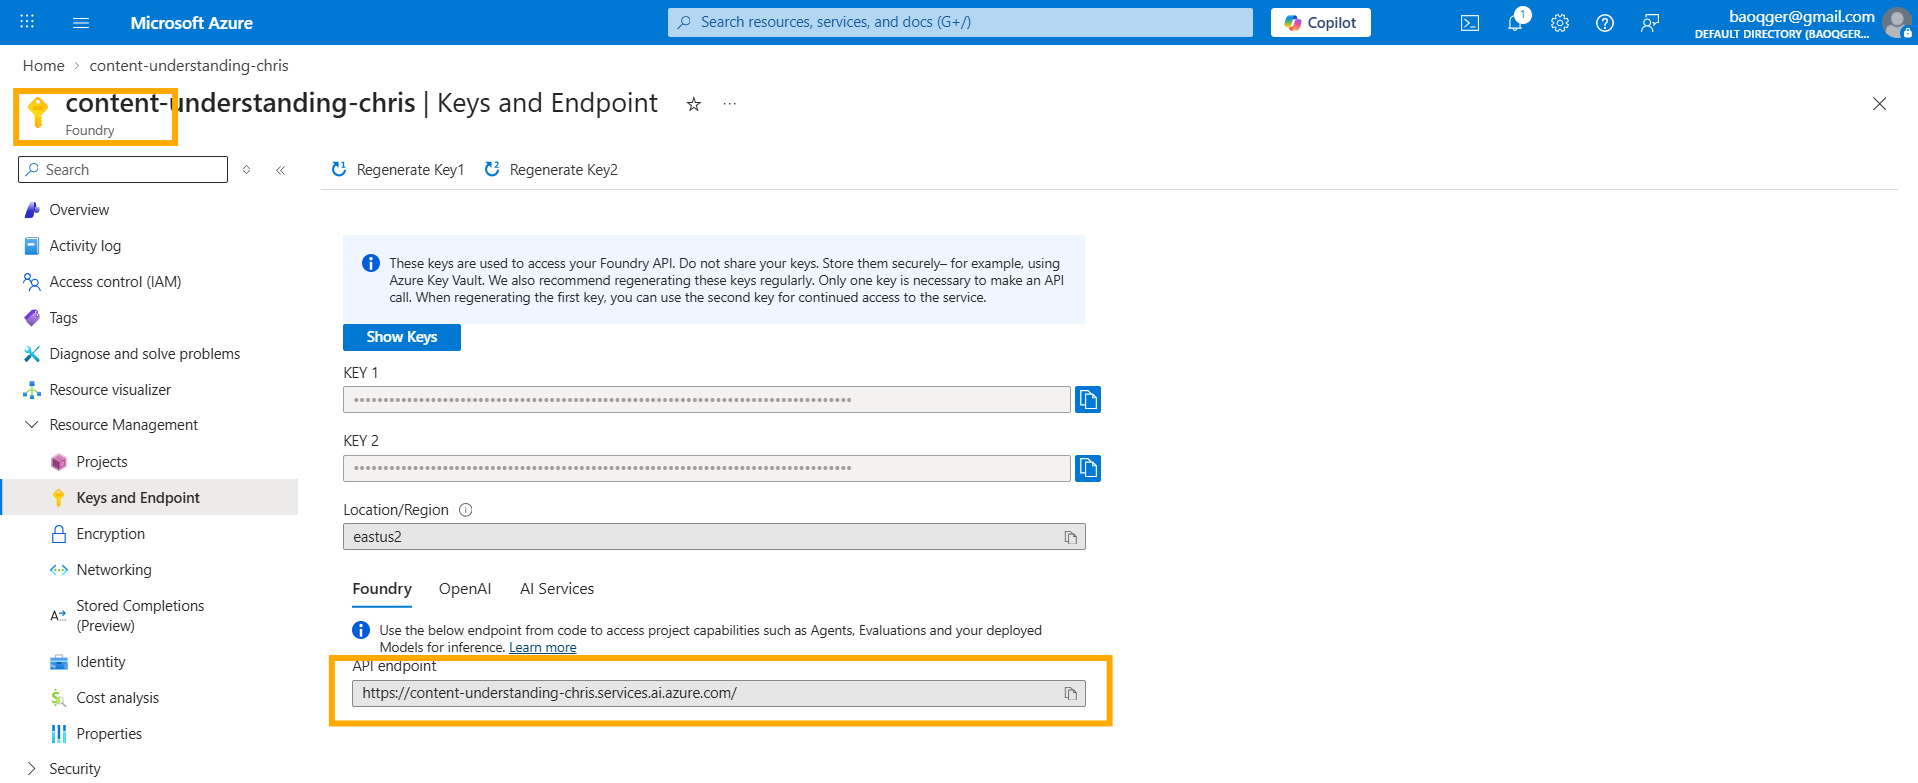 Microsoft Azure
Search resources, services, and docs (G+/)
Copilot
1
baoqger@gmail.com
DEFAULT DIRECTORY (BAOQGER...
Home > content-understanding-chris
content-understanding-chris | Keys and Endpoint
Foundry
Search
Regenerate Key1
Regenerate Key2
Overview
Activity log
Access control (IAM)
Tags
Diagnose and solve problems
Resource visualizer
Resource Management
Projects
Keys and Endpoint
Encryption
Networking
Stored Completions
(Preview)
Identity
Cost analysis
Properties
Security
These keys are used to access your Foundry API. Do not share your keys. Store them securely– for example, using
Azure Key Vault. We also recommend regenerating these keys regularly. Only one key is necessary to make an API
call. When regenerating the first key, you can use the second key for continued access to the service.
Show Keys
KEY 1
KEY 2
Location/Region
eastus2
Foundry
OpenAI
AI Services
Use the below endpoint from code to access project capabilities such as Agents, Evaluations and your deployed
Models for inference. Learn more
API endpoint
https://content-understanding-chris.services.ai.azure.com/